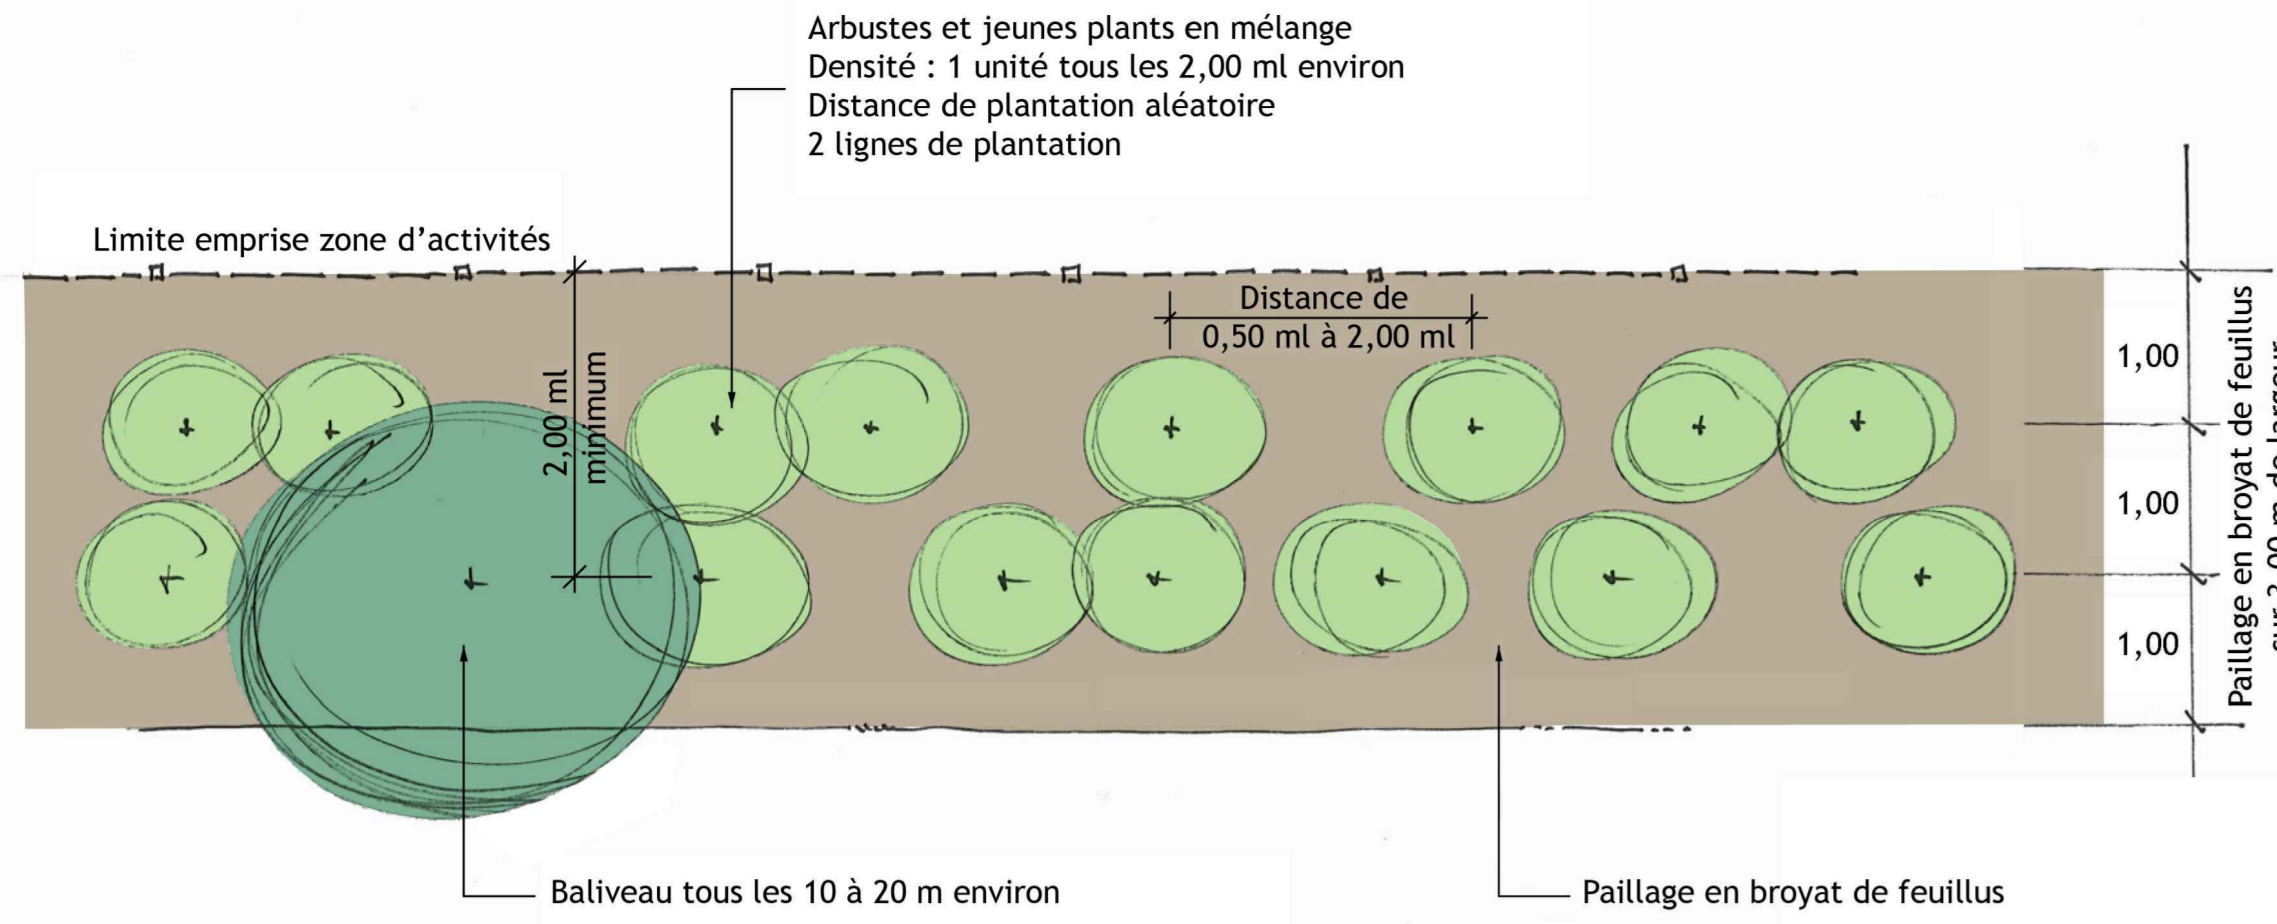 Arbustes et jeunes plants en mélange
Densité : 1 unité tous les 2,00 ml environ
Distance de plantation aléatoire
2 lignes de plantation
Limite emprise zone d’activités
Distance de
0,50 ml à 2,00 ml
2,00 ml
minimum
1,00
1,00
1,00
Paillage en broyat de feuillus
Baliveau tous les 10 à 20 m environ
Paillage en broyat de feuillus